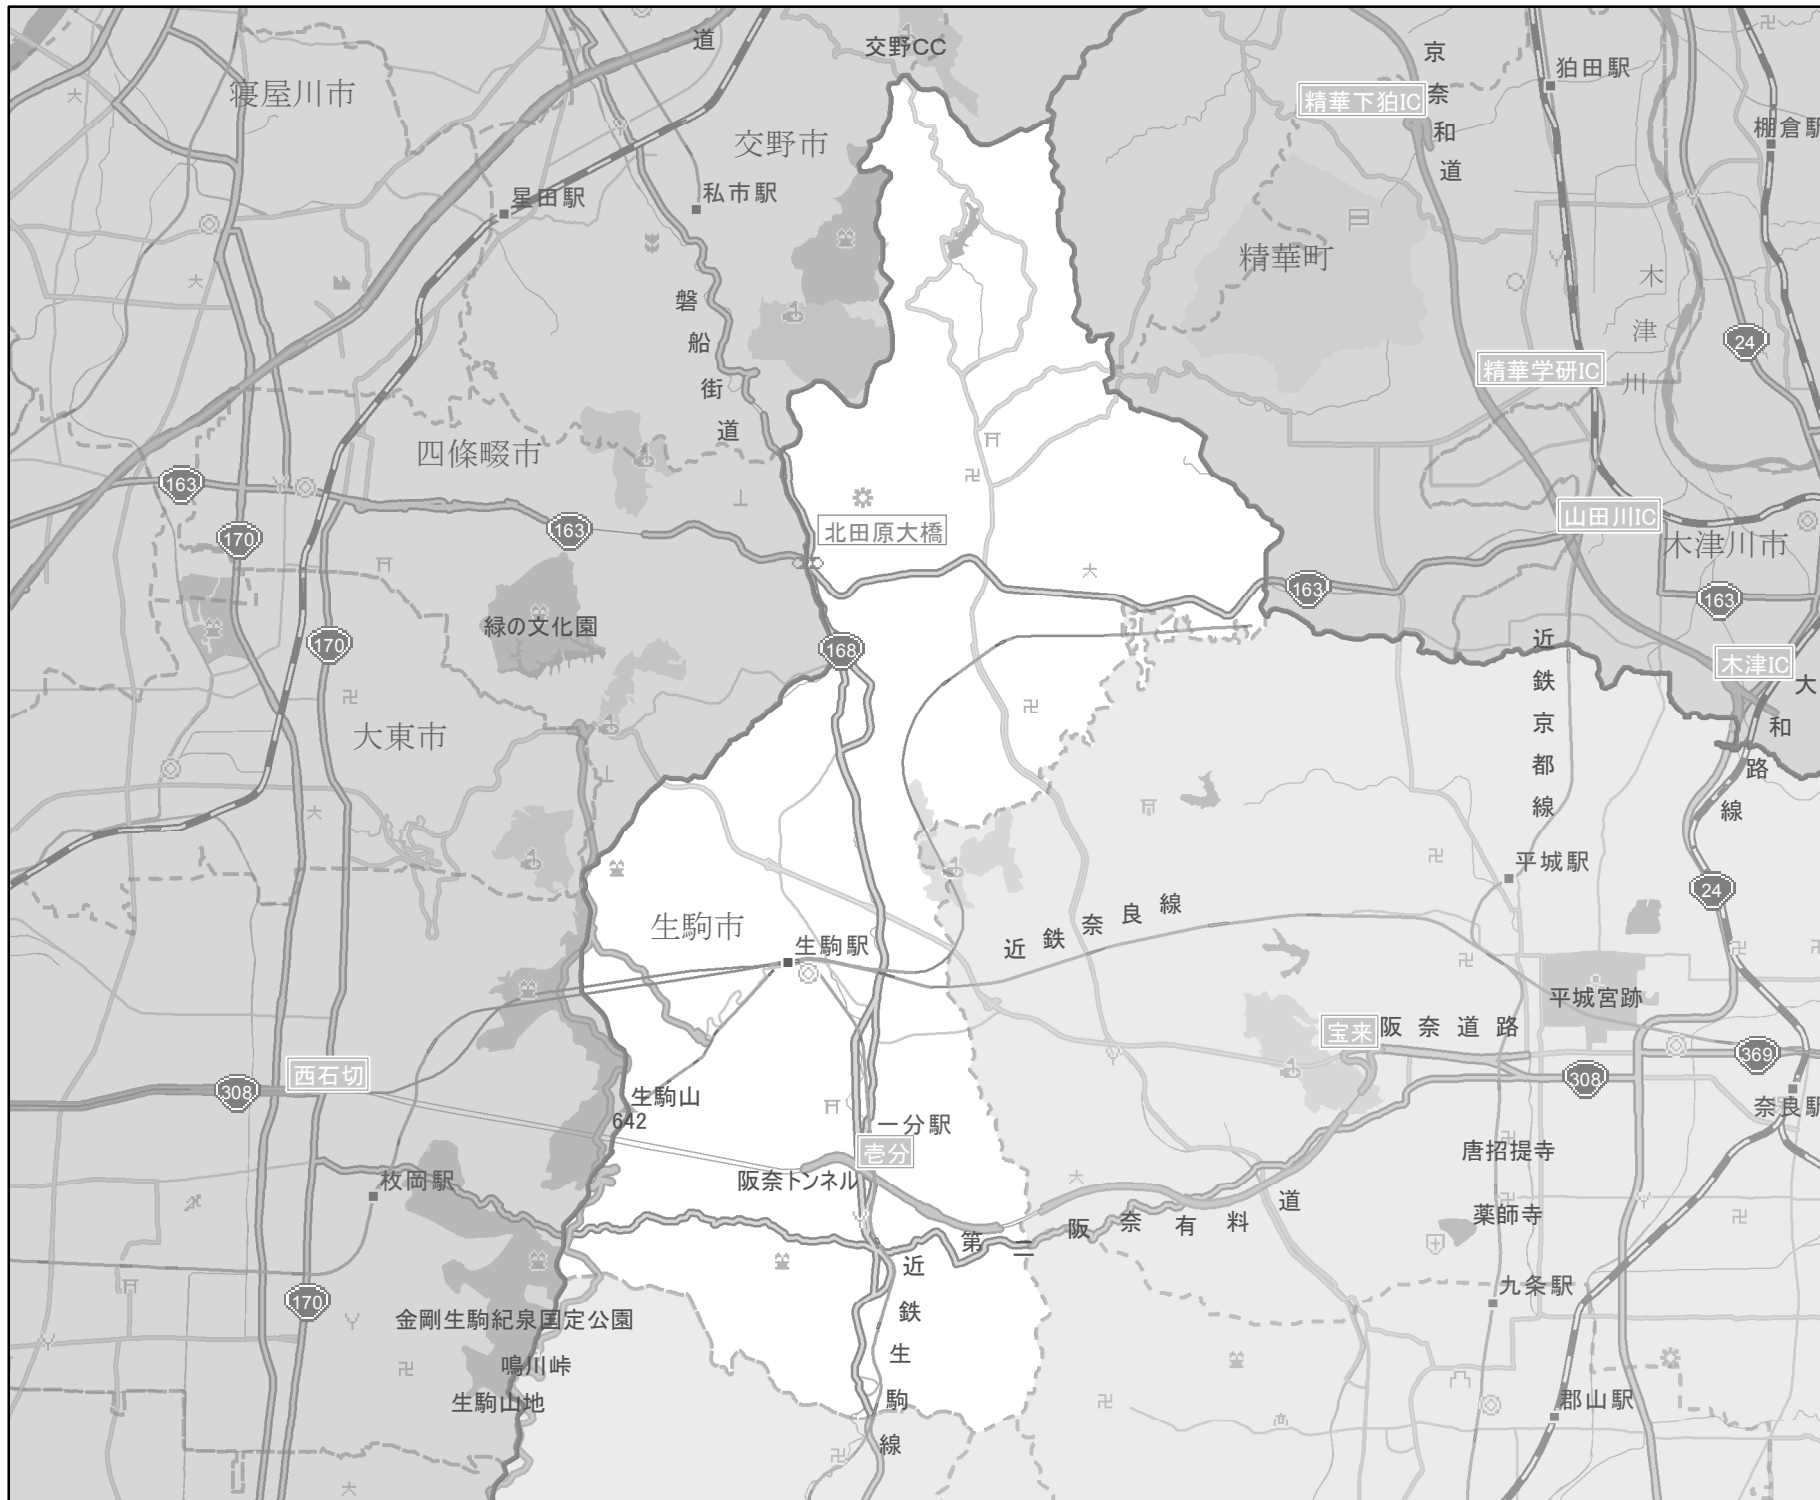 道
交野CC
京奈和道
狛田駅
寝屋川市
精華下狛IC
棚倉駅
交野市
星田駅
私市駅
精華町
木津川
磐船街道
24
精華学研IC
四條畷市
163
170
163
北田原大橋
山田川IC
木津川市
163
163
緑の文化園
170
168
近鉄京都線
木津IC
大和路線
大東市
平城駅
24
生駒市
生駒駅
近鉄奈良線
平城宮跡
宝来
阪奈道路
西石切
308
369
308
生駒山
642
奈良駅
一分駅
壱分
唐招提寺
枚岡駅
阪奈トンネル
第二阪奈有料道
薬師寺
近鉄生駒線
九条駅
170
金剛生駒紀泉国定公園
鳴川峠
生駒山地
郡山駅